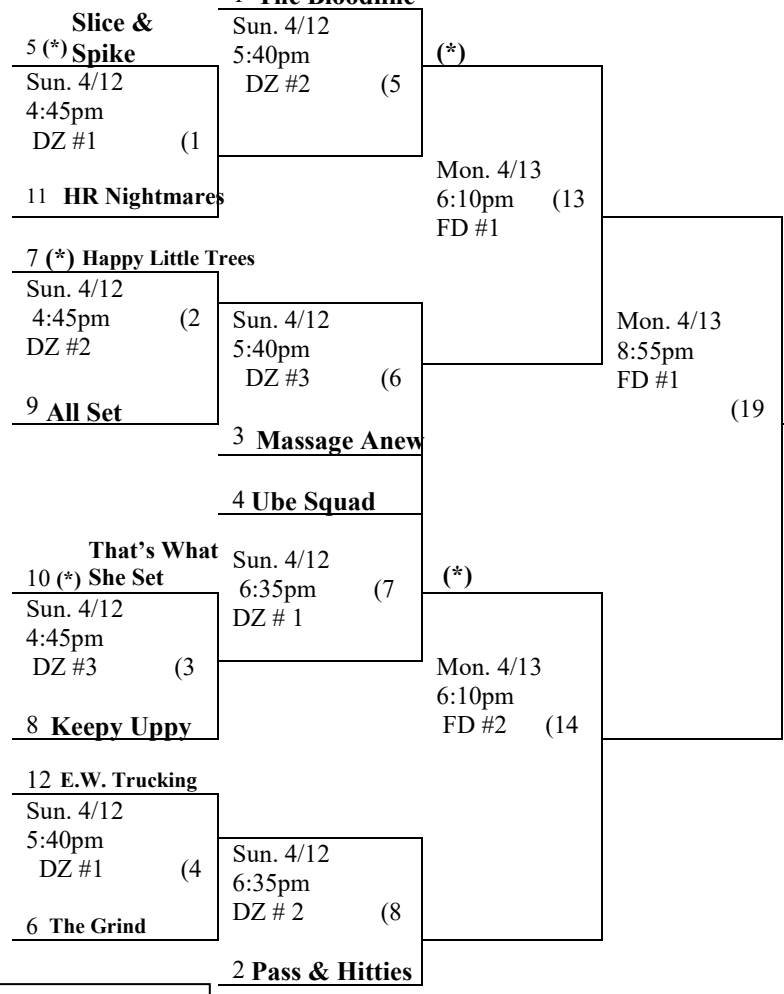 The Bloodline
Slice &
5 (*) Spike
Sun. 4/12
4:45pm
DZ #1 (1
11 HR Nightmares
Sun. 4/12
5:40pm
DZ #2 (5
(*)
7 (*) Happy Little Trees
Sun. 4/12
4:45pm (2
DZ #2
9 All Set
Sun. 4/12
5:40pm
DZ #3 (6
3 Massage Anew
Mon. 4/13
6:10pm (13
FD #1
Mon. 4/13
8:55pm
FD #1
(19
4 Ube Squad
That's What
10 (*) She Set
Sun. 4/12
4:45pm
DZ #3 (3
8 Keepy Uppy
Sun. 4/12
6:35pm (7
DZ # 1
(*)
12 E.W. Trucking
Sun. 4/12
5:40pm
DZ #1 (4
6 The Grind
Sun. 4/12
6:35pm
DZ # 2 (8
2 Pass & Hitties
Mon. 4/13
6:10pm
FD #2 (14